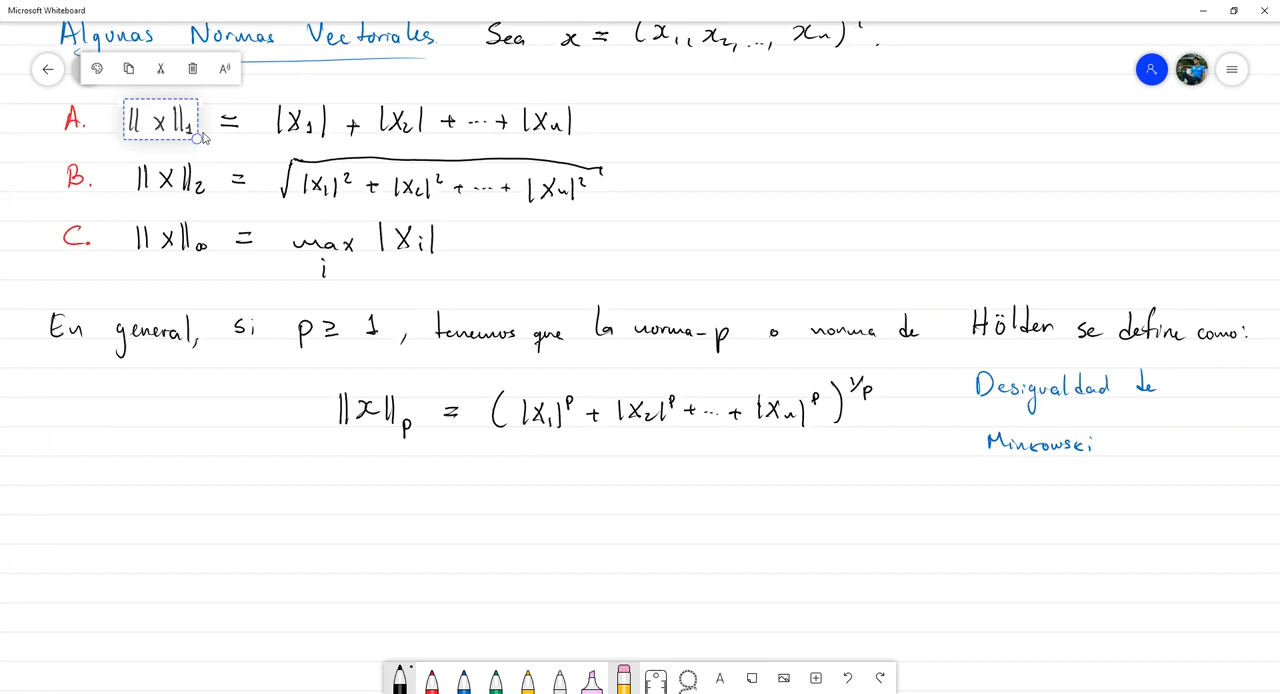 Microsoft Whiteboard
Algunas Normas Vectoriales. Sea x = (x₁, x₂, ..., xₙ)ᵗ.
A. ‖x‖₁ = |x₁| + |x₂| + ... + |xₙ|
B. ‖x‖₂ = √(|x₁|² + |x₂|² + ... + |xₙ|²)
C. ‖x‖∞ = max |xᵢ|
i
En general, si p ≥ 1, tenemos que la norma-p o norma de Hölder se define como:
‖x‖ₚ = (|x₁|ᵖ + |x₂|ᵖ + ... + |xₙ|ᵖ)^1/p
Desigualdad de
Minkowski